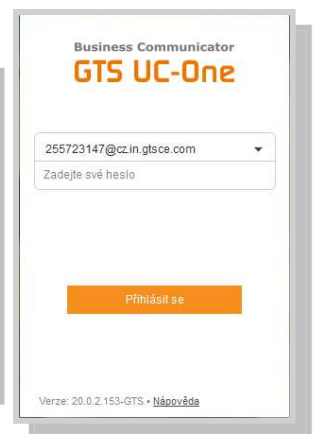 Business Communicator
GTS UC-One
255723147@cz.in.gtsce.com
Zadejte své heslo
Přihlásit se
Verze: 20.0.2.153-GTS • Nápověda